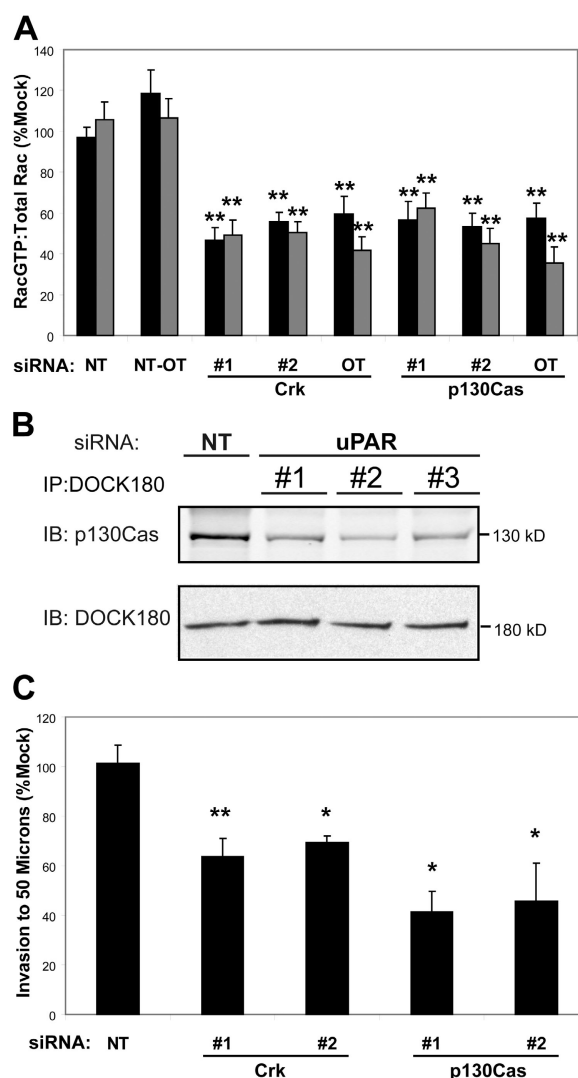 A
RacGTP:Total Rac (%Mock)
140
120
100
80
60
40
20
0
** ** ** ** ** ** ** ** ** ** ** **
siRNA: NT NT-OT #1 #2 OT #1 #2 OT
Crk p130Cas
B
siRNA: NT uPAR
IP:DOCK180 #1 #2 #3
IB: p130Cas 130 kD
IB: DOCK180 180 kD
C
Invasion to 50 Microns (%Mock)
120
100
80
60
40
20
0
** * * *
siRNA: NT #1 #2 #1 #2
Crk p130Cas